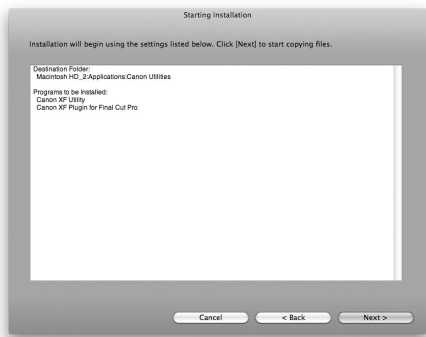 Starting Installation
Installation will begin using the settings listed below. Click [Next] to start copying files.
Destination Folder:
Macintosh HD_2:Applications:Canon Utilities
Programs to be Installed:
Canon XF Utility
Canon XF Plugin for Final Cut Pro
Cancel
< Back
Next >